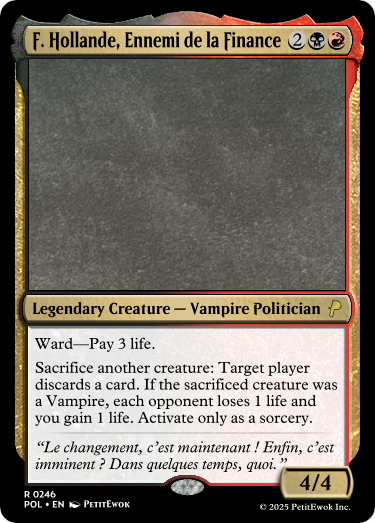 F. Hollande, Ennemi de la Finance 2
Legendary Creature — Vampire Politician
Ward—Pay 3 life.
Sacrifice another creature: Target player
discards a card. If the sacrificed creature was
a Vampire, each opponent loses 1 life and
you gain 1 life. Activate only as a sorcery.
“Le changement, c’est maintenant ! Enfin, c’est
imminent ? Dans quelques temps, quoi.”
4/4
R 0246
POL • EN PetitEwok
© 2025 PetitEwok Inc.